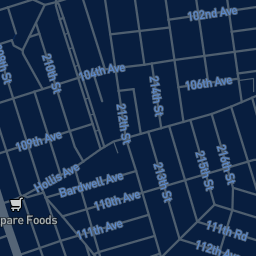 102nd Ave
210th St
104th Ave
214th St
106th Ave
212th St
109th Ave
Hollis Ave
Bardwell Ave
213th St
215th St
216th St
110th Ave
pare Foods
111th Ave
111th Rd
112th Ave